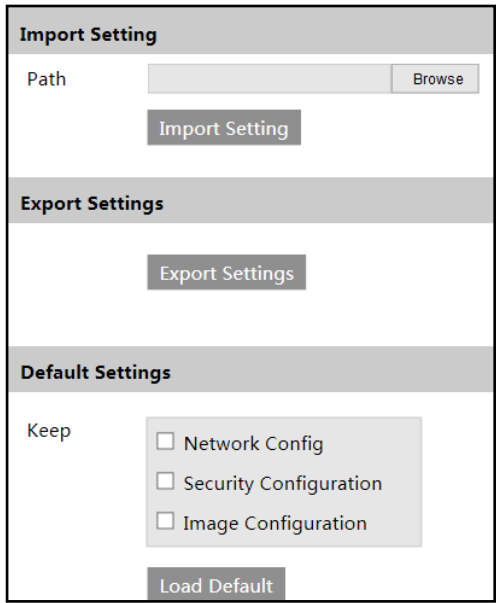 Import Setting
Path Browse
Import Setting
Export Settings
Export Settings
Default Settings
Keep
Network Config
Security Configuration
Image Configuration
Load Default